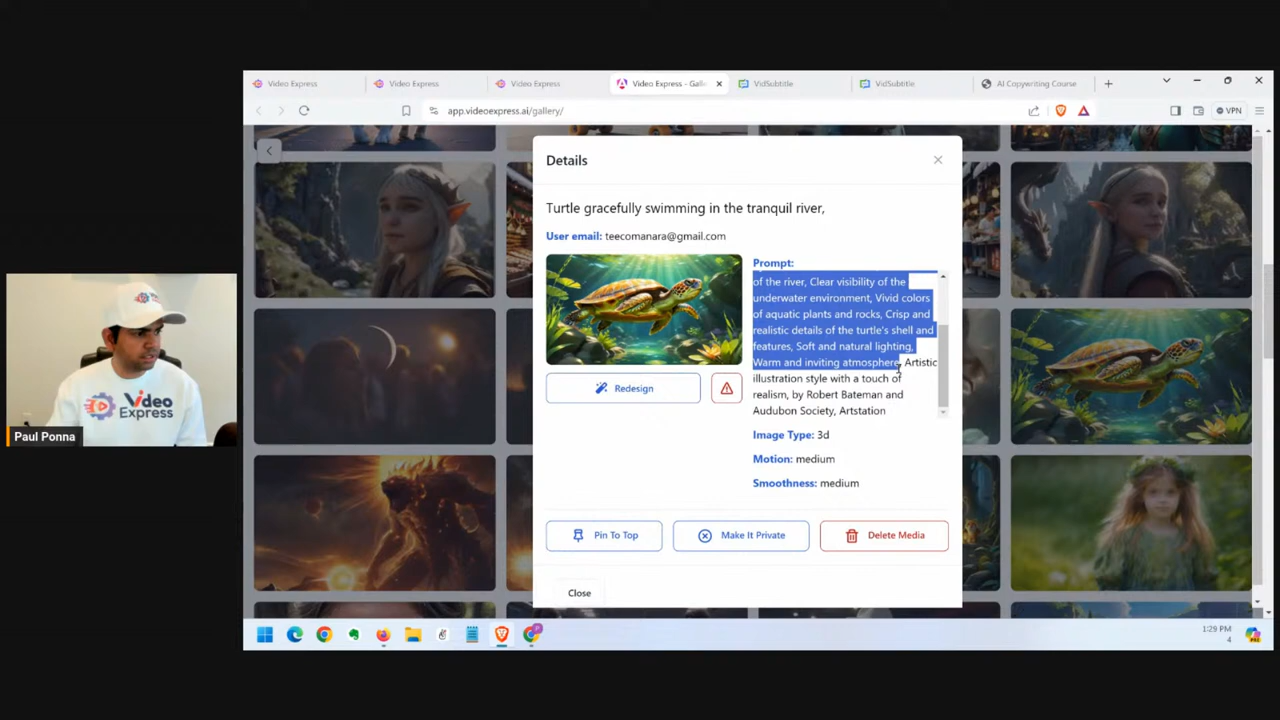 Video Express
Video Express
Video Express
Video Express - Gall
VidSubtitle
VidSubtitle
AI Copywriting Course
app.videoexpress.ai/gallery/
VPN
Details
Turtle gracefully swimming in the tranquil river,
User email: teecomanara@gmail.com
Prompt:
of the river, Clear visibility of the
underwater environment, Vivid colors
of aquatic plants and rocks, Crisp and
realistic details of the turtle's shell and
features, Soft and natural lighting,
Warm and inviting atmosphere, Artistic
illustration style with a touch of
realism, by Robert Bateman and
Audubon Society, Artstation
Redesign
Image Type: 3d
Motion: medium
Smoothness: medium
Pin To Top
Make It Private
Delete Media
Close
Video
Express
Paul Ponna
1:29 PM
4